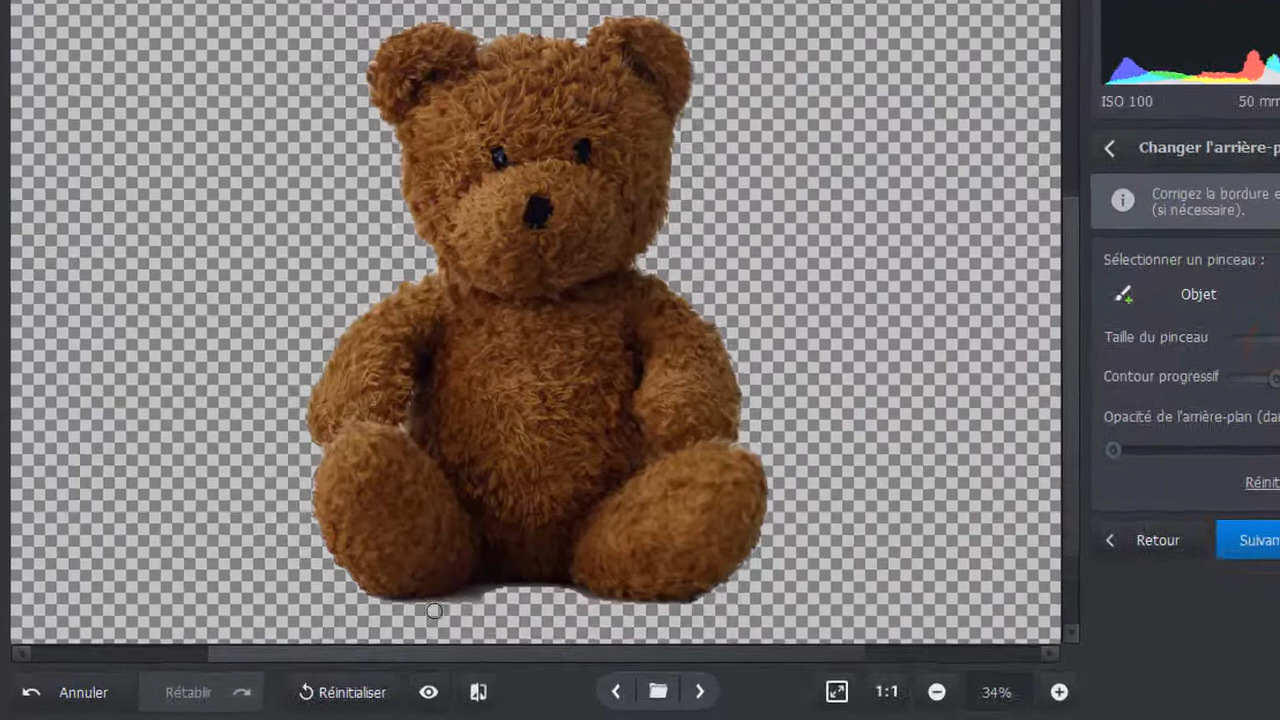 ISO 100 50 mm
Changer l'arrière-p
Corrigez la bordure e
(si nécessaire).
Sélectionner un pinceau :
Objet
Taille du pinceau
Contour progressif
Opacité de l'arrière-plan (da
Réinit
Retour Suivan
Annuler Rétablir Réinitialiser 1:1 34%